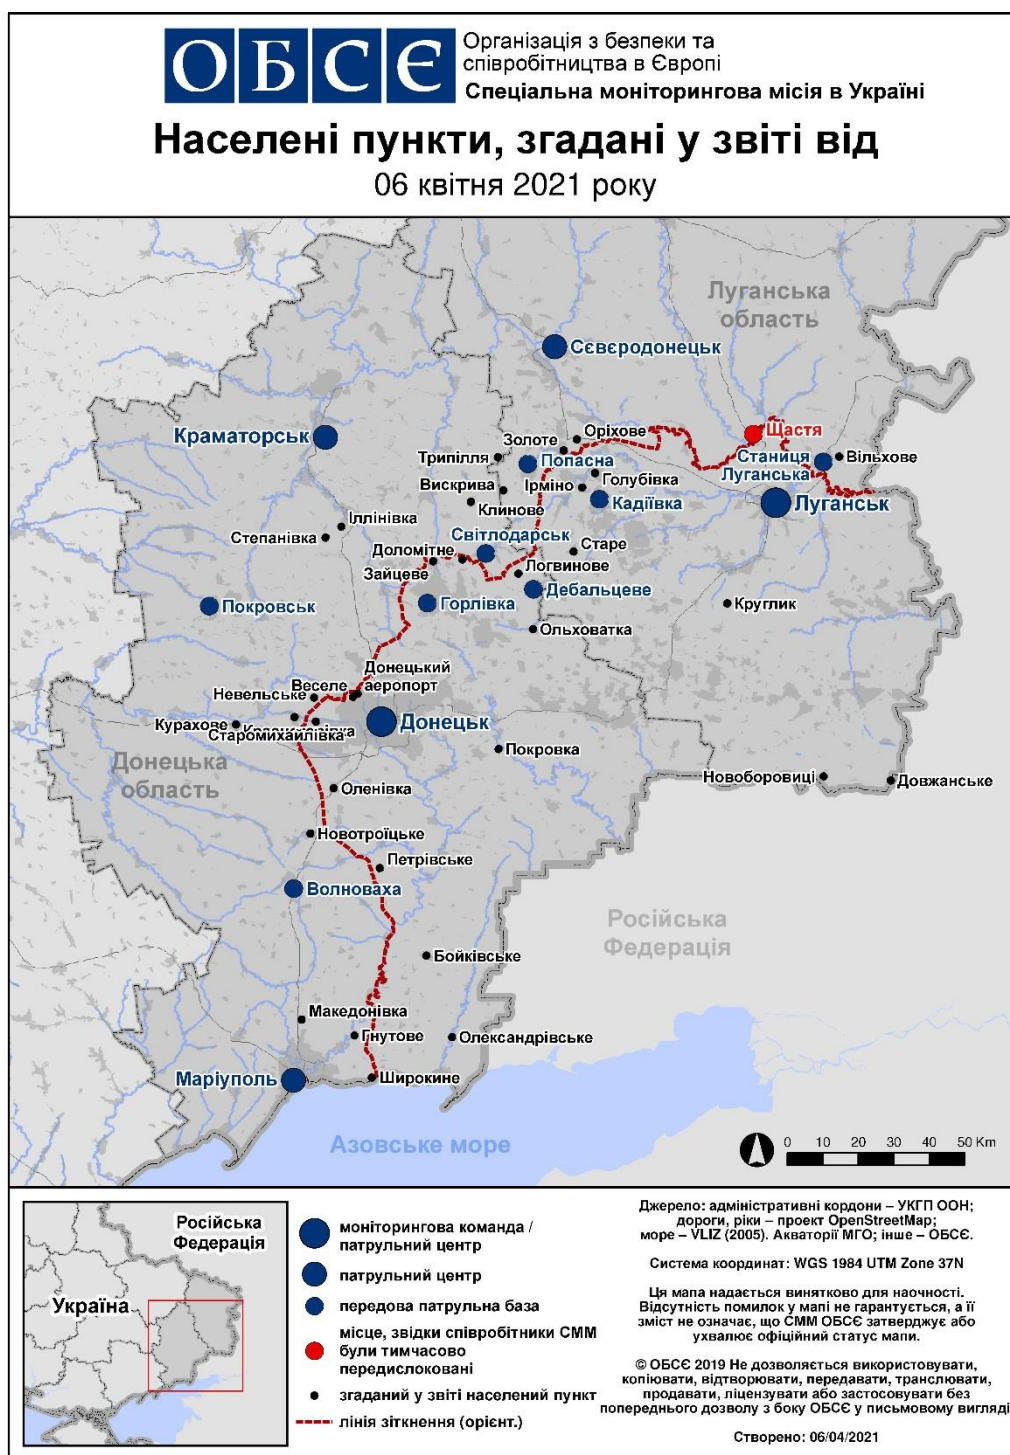 ОБСЄ
Організація з безпеки та
співробітництва в Європі
Спеціальна моніторингова місія в Україні
Населені пункти, згадані у звіті від
06 квітня 2021 року
Луганська
область
Сєвєродонецьк
Щастя
Краматорськ
Оріхове
Золоте
Трипілля
Попасна
Станиця
Луганська
Вільхове
Голубівка
Вискрива
Ірміно
Клинове
Кадіївка
Луганськ
Іллінівка
Степанівка
Світлодарськ
Доломітне
Старе
Зайцеве
Логвинове
Дебальцеве
Покровськ
Горлівка
Круглик
Ольховатка
Донецький
аеропорт
Веселе
Невельське
Курахове
Старомихайлівка
Донецьк
Покровка
Донецька
область
Новоборовиці
Довжанське
Оленівка
Новотроїцьке
Петрівське
Волноваха
Російська
Федерація
Бойківське
Македонівка
Гнутове
Олександрівське
Маріуполь
Широкине
Азовське море
0 10 20 30 40 50 Km
Російська
Федерація
Україна
моніторингова команда /
патрульний центр
патрульний центр
передова патрульна база
місце, звідки співробітники СММ
були тимчасово
передислоковані
згаданий у звіті населений пункт
лінія зіткнення (орієнт.)
Джерело: адміністративні кордони – УКГП ООН;
дороги, ріки – проект OpenStreetMap;
море – VLIZ (2005). Акваторії МГО; інше – ОБСЄ.
Система координат: WGS 1984 UTM Zone 37N
Ця мапа надається винятково для наочності.
Відсутність помилок у мапі не гарантується, а її
зміст не означає, що СММ ОБСЄ затверджує або
ухвалює офіційний статус мапи.
© ОБСЄ 2019 Не дозволяється використовувати,
копіювати, відтворювати, передавати, транслювати,
продавати, ліцензувати або застосовувати без
попереднього дозволу з боку ОБСЄ у письмовому вигляді
Створено: 06/04/2021